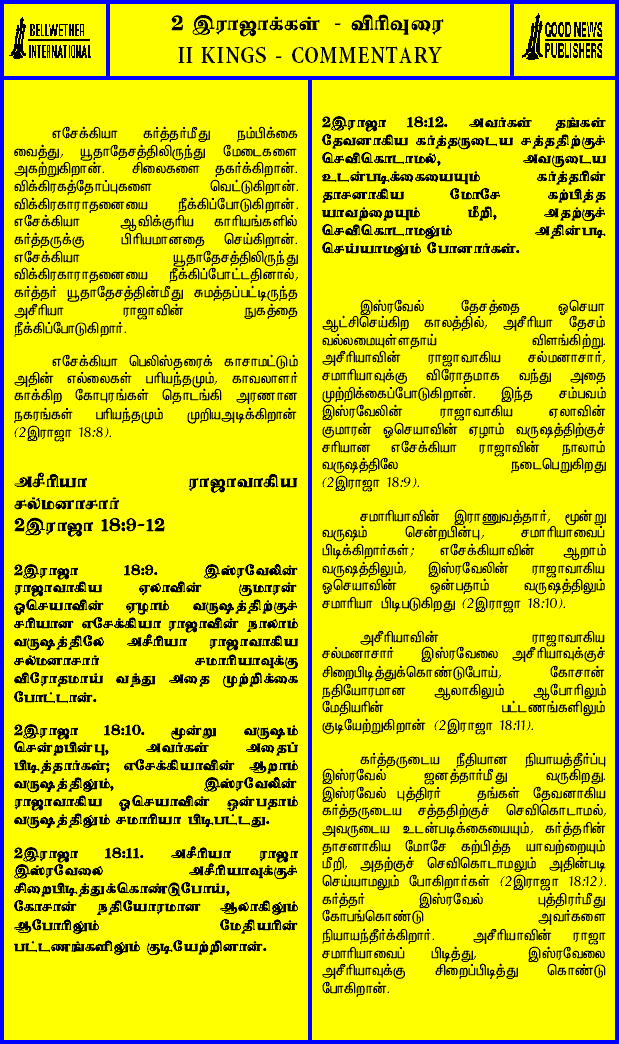 BELLWETHER
INTERNATIONAL
2 இராஜாக்கள் - விரிவுரை
II KINGS - COMMENTARY
GOOD NEWS
PUBLISHERS
எசேக்கியா கர்த்தர்மீது நம்பிக்கை
வைத்து, யூதாதேசத்திலிருந்து மேடைகளை
அகற்றுகிறான். சிலைகளை தகர்க்கிறான்.
விக்கிரகத்தோப்புகளை வெட்டுகிறான்.
விக்கிரகாராதனையை நீக்கிப்போடுகிறான்.
எசேக்கியா ஆவிக்குரிய காரியங்களில்
கர்த்தருக்கு பிரியமானதை செய்கிறான்.
எசேக்கியா யூதாதேசத்திலிருந்து
விக்கிரகாராதனையை நீக்கிப்போட்டதினால்,
கர்த்தர் யூதாதேசத்தின்மீது சுமத்தப்பட்டிருந்த
அசீரியா ராஜாவின் நுகத்தை
நீக்கிப்போடுகிறார்.
எசேக்கியா பெலிஸ்தரைக் காசாமட்டும்
அதின் எல்லைகள் பரியந்தமும், காவலாளர்
காக்கிற கோபுரங்கள் தொடங்கி அரணான
நகரங்கள் பரியந்தமும் முறியஅடிக்கிறான்
(2இராஜா 18:8).
அசீரியா ராஜாவாகிய
சல்மனாசார்
2இராஜா 18:9-12
2இராஜா 18:9. இஸ்ரவேலின்
ராஜாவாகிய ஏலாவின் குமாரன்
ஓசெயாவின் ஏழாம் வருஷத்திற்குச்
சரியான எசேக்கியா ராஜாவின் நாலாம்
வருஷத்திலே அசீரியா ராஜாவாகிய
சல்மனாசார் சமாரியாவுக்கு
விரோதமாய் வந்து அதை முற்றிக்கை
போட்டான்.
2இராஜா 18:10. மூன்று வருஷம்
சென்றபின்பு, அவர்கள் அதைப்
பிடித்தார்கள்; எசேக்கியாவின் ஆறாம்
வருஷத்திலும், இஸ்ரவேலின்
ராஜாவாகிய ஓசெயாவின் ஒன்பதாம்
வருஷத்திலும் சமாரியா பிடிபட்டது.
2இராஜா 18:11. அசீரியா ராஜா
இஸ்ரவேலை அசீரியாவுக்குச்
சிறைபிடித்துக்கொண்டுபோய்,
கோசான் நதியோரமான ஆலாகிலும்
ஆபோரிலும் மேதியரின்
பட்டணங்களிலும் குடியேற்றினான்.
2இராஜா 18:12. அவர்கள் தங்கள்
தேவனாகிய கர்த்தருடைய சத்தத்திற்குச்
செவிகொடாமல், அவருடைய
உடன்படிக்கையையும் கர்த்தரின்
தாசனாகிய மோசே கற்பித்த
யாவற்றையும் மீறி, அதற்குச்
செவிகொடாமலும் அதின்படி
செய்யாமலும் போனார்கள்.
இஸ்ரவேல் தேசத்தை ஓசெயா
ஆட்சிசெய்கிற காலத்தில், அசீரியா தேசம்
வல்லமையுள்ளதாய் விளங்கிற்று.
அசீரியாவின் ராஜாவாகிய சல்மனாசார்,
சமாரியாவுக்கு விரோதமாக வந்து அதை
முற்றிக்கைப்போடுகிறான். இந்த சம்பவம்
இஸ்ரவேலின் ராஜாவாகிய ஏலாவின்
குமாரன் ஓசெயாவின் ஏழாம் வருஷத்திற்குச்
சரியான எசேக்கியா ராஜாவின் நாலாம்
வருஷத்திலே நடைபெறுகிறது
(2இராஜா 18:9).
சமாரியாவின் இராணுவத்தார், மூன்று
வருஷம் சென்றபின்பு, சமாரியாவைப்
பிடிக்கிறார்கள்; எசேக்கியாவின் ஆறாம்
வருஷத்திலும், இஸ்ரவேலின் ராஜாவாகிய
ஓசெயாவின் ஒன்பதாம் வருஷத்திலும்
சமாரியா பிடிபடுகிறது (2இராஜா 18:10).
அசீரியாவின் ராஜாவாகிய
சல்மனாசார் இஸ்ரவேலை அசீரியாவுக்குச்
சிறைபிடித்துக்கொண்டுபோய், கோசான்
நதியோரமான ஆலாகிலும் ஆபோரிலும்
மேதியரின் பட்டணங்களிலும்
குடியேற்றுகிறான் (2இராஜா 18:11).
கர்த்தருடைய நீதியான நியாயத்தீர்ப்பு
இஸ்ரவேல் ஜனத்தார்மீது வருகிறது.
இஸ்ரவேல் புத்திரர் தங்கள் தேவனாகிய
கர்த்தருடைய சத்தத்திற்குச் செவிகொடாமல்,
அவருடைய உடன்படிக்கையையும், கர்த்தரின்
தாசனாகிய மோசே கற்பித்த யாவற்றையும்
மீறி, அதற்குச் செவிகொடாமலும் அதின்படி
செய்யாமலும் போகிறார்கள் (2இராஜா 18:12).
கர்த்தர் இஸ்ரவேல் புத்திரர்மீது
கோபங்கொண்டு அவர்களை
நியாயந்தீர்க்கிறார். அசீரியாவின் ராஜா
சமாரியாவைப் பிடித்து, இஸ்ரவேலை
அசீரியாவுக்கு சிறைப்பிடித்து கொண்டு
போகிறான்.